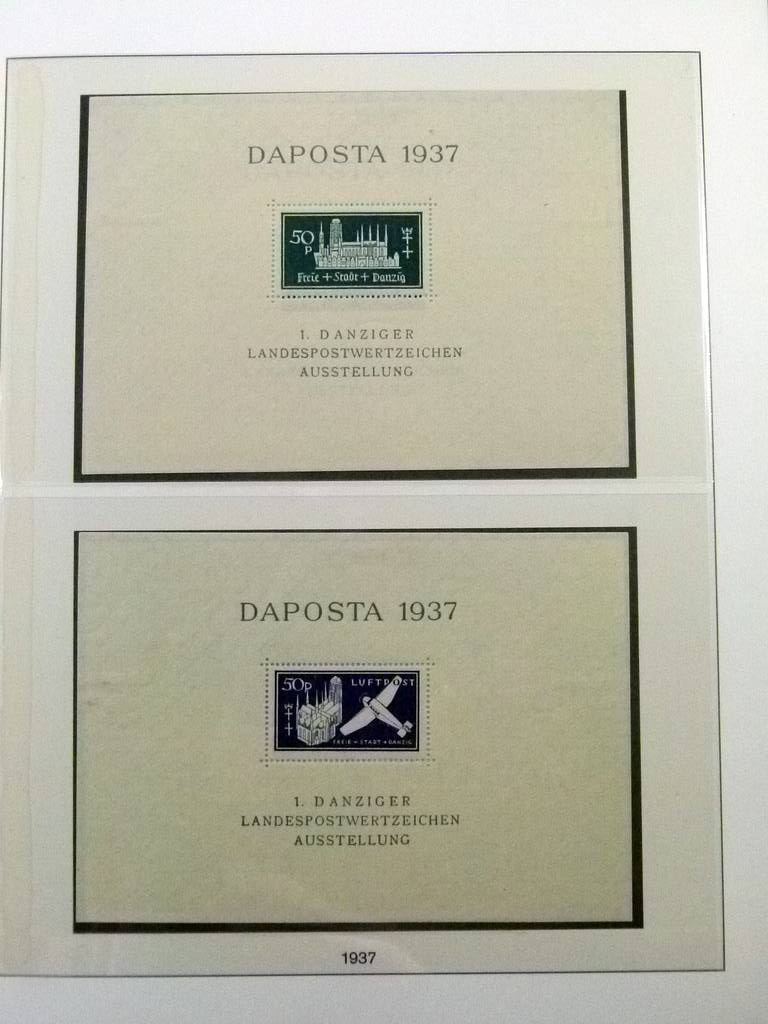 DAPOSTA 1937
50
P
Freie + Stadt + Danzig
1. DANZIGER
LANDESPOSTWERTZEICHEN
AUSSTELLUNG
DAPOSTA 1937
50P LUFTPOST
FREIE + STADT + DANZIG
1. DANZIGER
LANDESPOSTWERTZEICHEN
AUSSTELLUNG
1937